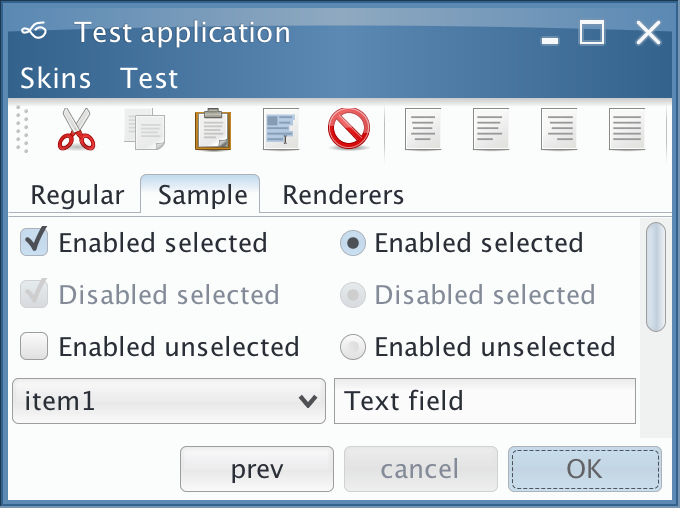 Test application
Skins Test
Regular Sample Renderers
Enabled selected Enabled selected
Disabled selected Disabled selected
Enabled unselected Enabled unselected
item1 Text field
prev cancel OK